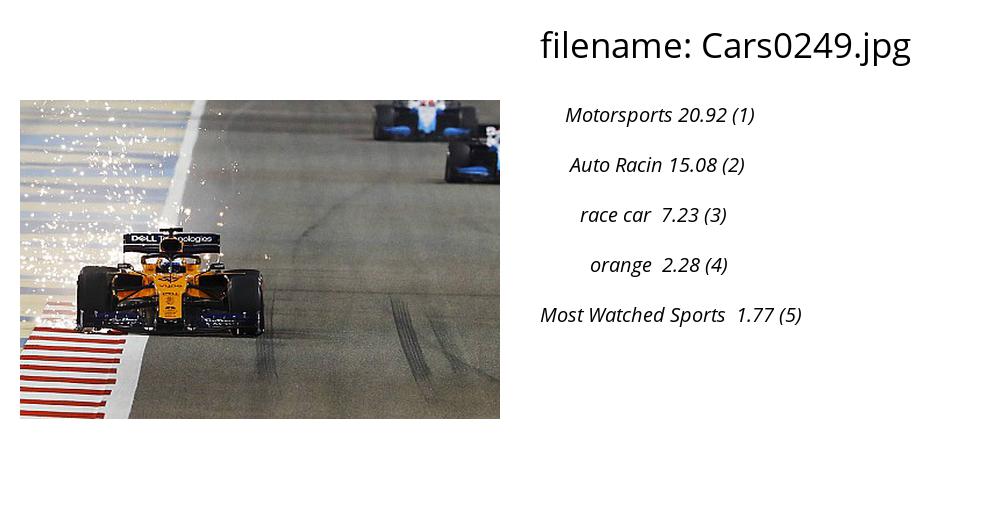 filename: Cars0249.jpg
Motorsports 20.92 (1)
Auto Racin 15.08 (2)
race car 7.23 (3)
orange 2.28 (4)
Most Watched Sports 1.77 (5)
DELL Technologies